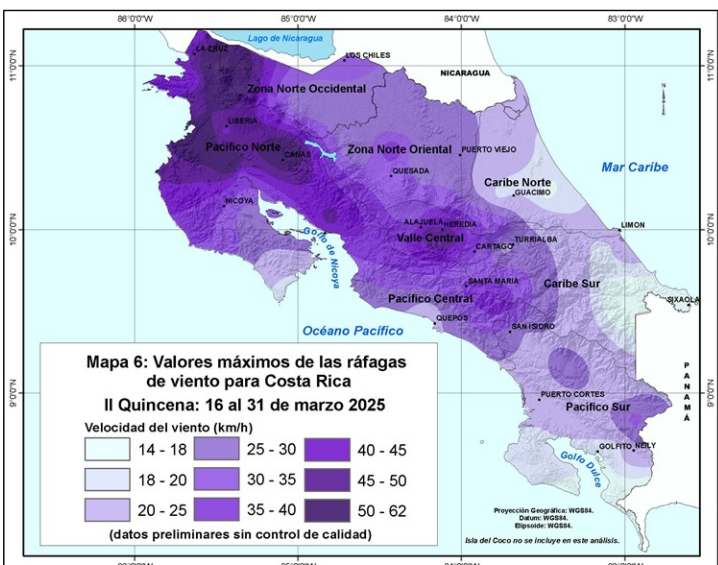 86°0'0"W 85°0'0"W 84°0'0"W 83°0'0"W
Lago de Nicaragua
LA CRUZ
LOS CHILES
11°0'0"N
11°0'0"N
NICARAGUA
Zona Norte Occidental
LIBERIA
Pacífico Norte
CAÑAS
Zona Norte Oriental
PUERTO VIEJO
Mar Caribe
QUESADA
Caribe Norte
GUACIMO
NICOYA
ALAJUELA
HEREDIA
LIMON
10°0'0"N
10°0'0"N
Golfo de Nicoya
Valle Central
CARTAGO
TURRIALBA
SANTA MARIA
Caribe Sur
SIXAOLA
Pacífico Central
QUEPOS
Océano Pacífico
SAN ISIDRO
PANAMÁ
9°0'0"N
9°0'0"N
PUERTO CORTES
Pacífico Sur
GOLFITO
NEILY
Golfo Dulce
Mapa 6: Valores máximos de las ráfagas
de viento para Costa Rica
II Quincena: 16 al 31 de marzo 2025
Velocidad del viento (km/h)
14 - 18 25 - 30 40 - 45
18 - 20 30 - 35 45 - 50
20 - 25 35 - 40 50 - 62
(datos preliminares sin control de calidad)
Proyección Geográfica: WGS84.
Datum: WGS84.
Elipsoide: WGS84.
Isla del Coco no se incluye en este análisis.